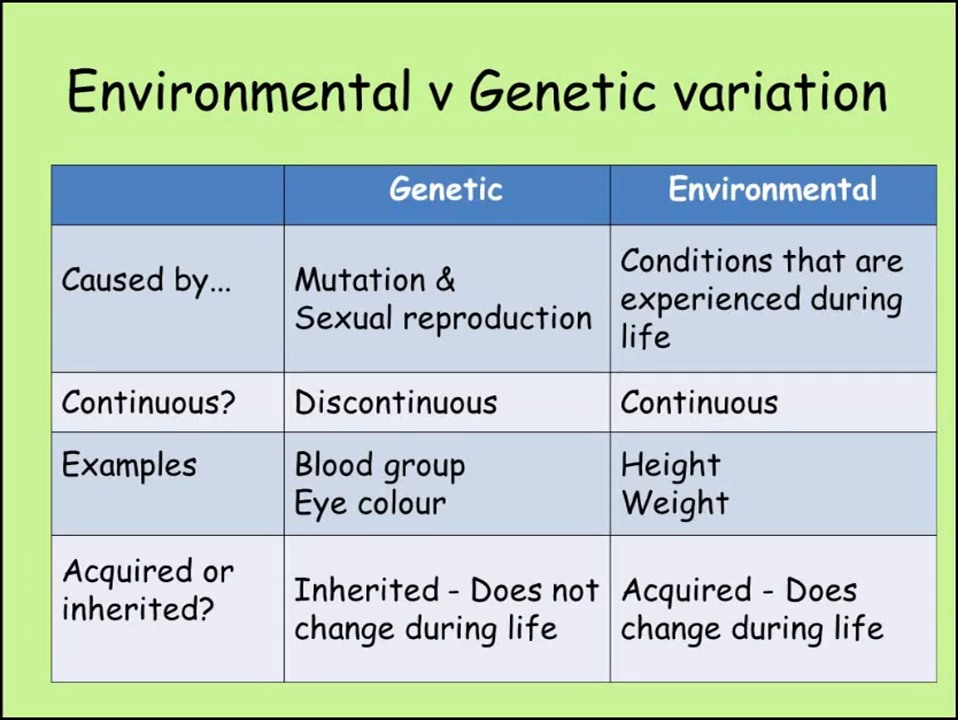 Environmental v Genetic variation
Genetic
Environmental
Caused by...
Mutation &
Sexual reproduction
Conditions that are
experienced during
life
Continuous?
Discontinuous
Continuous
Examples
Blood group
Eye colour
Height
Weight
Acquired or
inherited?
Inherited - Does not
change during life
Acquired - Does
change during life